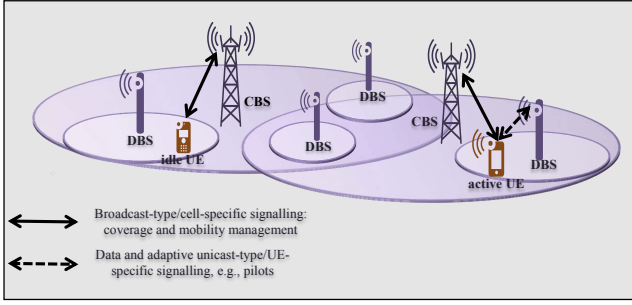 DBS
CBS
DBS
CBS
DBS
DBS
idle UE
DBS
active UE
Broadcast-type/cell-specific signalling:
coverage and mobility management
Data and adaptive unicast-type/UE-
specific signalling, e.g., pilots